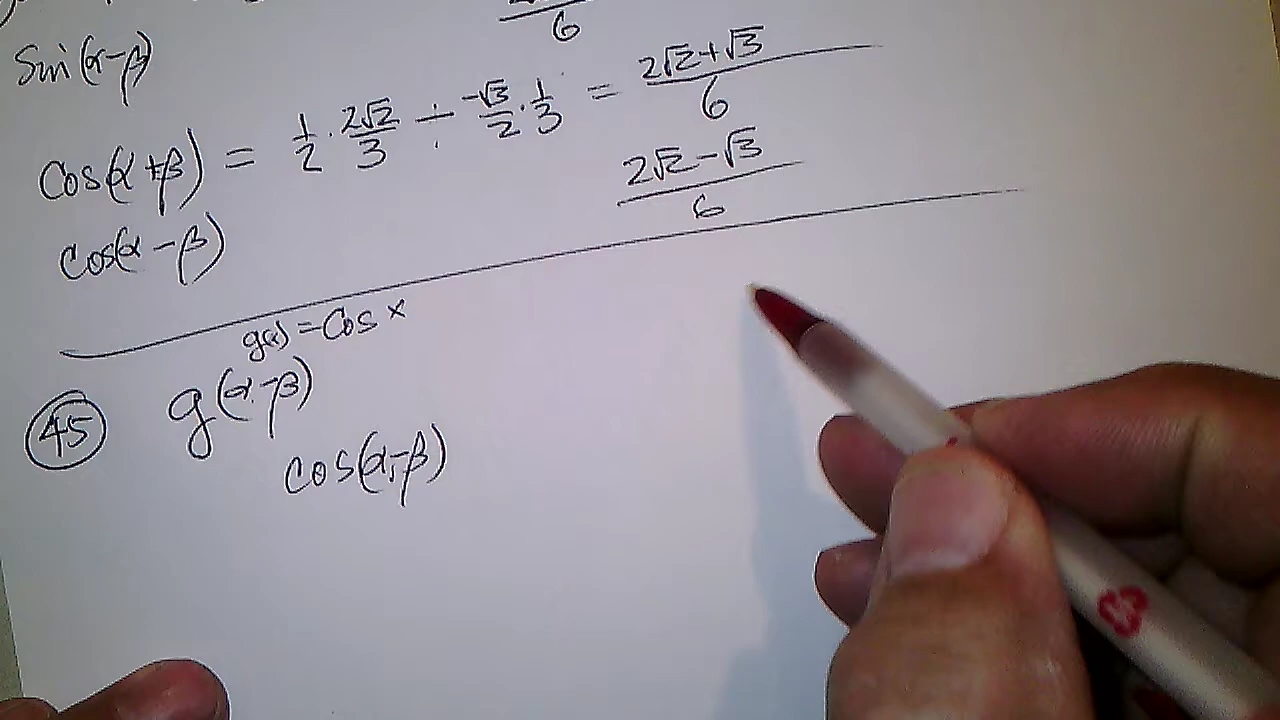 6
Sin(α-β)
Cos(α+β) = 1/2 · 2√2/3 ÷ -√3/2 · 1/3 = 2√2+√3/6
2√2-√3/6
Cos(α-β)
g(x) = Cos x
45 g(α-β)
cos(α-β)